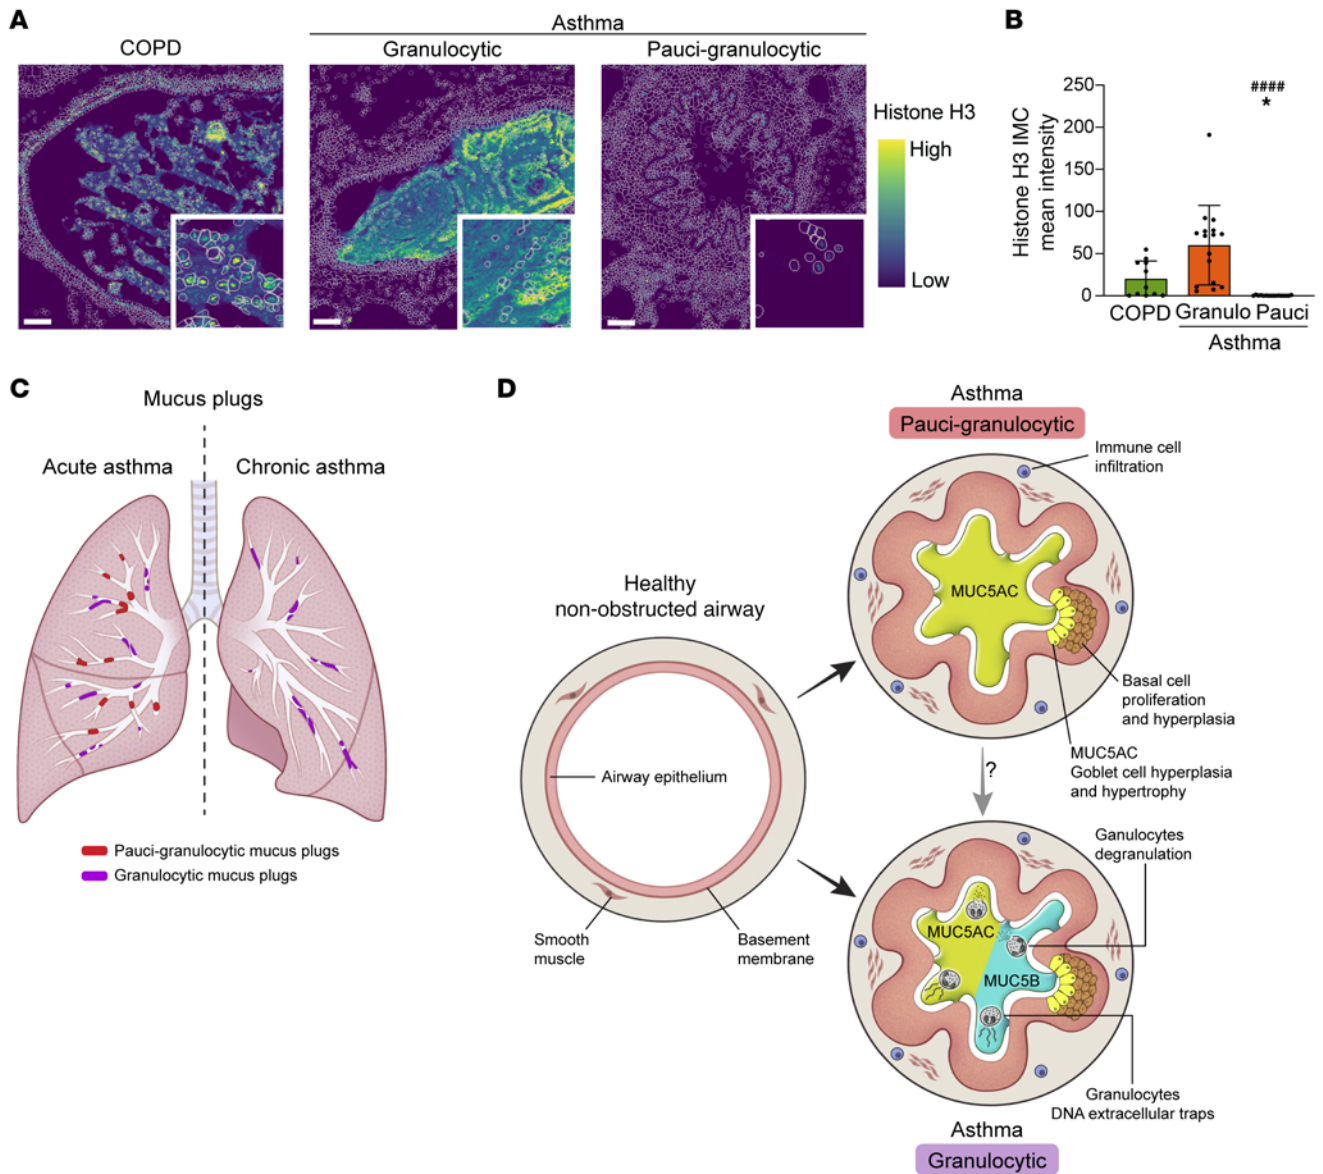 A
Asthma
COPD
Granulocytic
Pauci-granulocytic
Histone H3
High
Low
B
Histone H3 IMC
mean intensity
250
200
150
100
50
0
####
*
COPD
Granulo
Pauci
Asthma
C
Mucus plugs
Acute asthma
Chronic asthma
Pauci-granulocytic mucus plugs
Granulocytic mucus plugs
D
Healthy
non-obstructed airway
Airway epithelium
Smooth
muscle
Basement
membrane
Asthma
Pauci-granulocytic
Immune cell
infiltration
MUC5AC
Basal cell
proliferation
and hyperplasia
MUC5AC
Goblet cell hyperplasia
and hypertrophy
?
Ganulocytes
degranulation
MUC5AC
MUC5B
Granulocytes
DNA extracellular traps
Asthma
Granulocytic